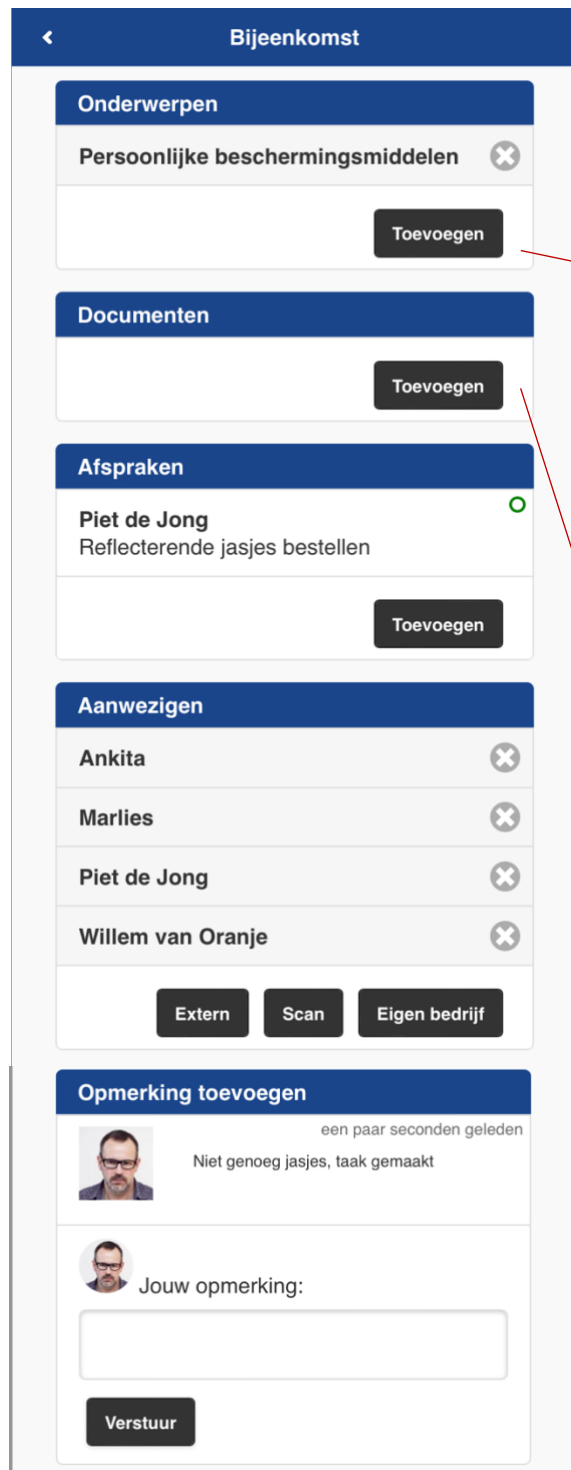 Bijeenkomst
Onderwerpen
Persoonlijke beschermingsmiddelen
Toevoegen
Documenten
Toevoegen
Afspraken
Piet de Jong
Reflecterende jasjes bestellen
Toevoegen
Aanwezigen
Ankita
Marlies
Piet de Jong
Willem van Oranje
Extern Scan Eigen bedrijf
Opmerking toevoegen
een paar seconden geleden
Niet genoeg jasjes, taak gemaakt
Jouw opmerking:
Verstuur